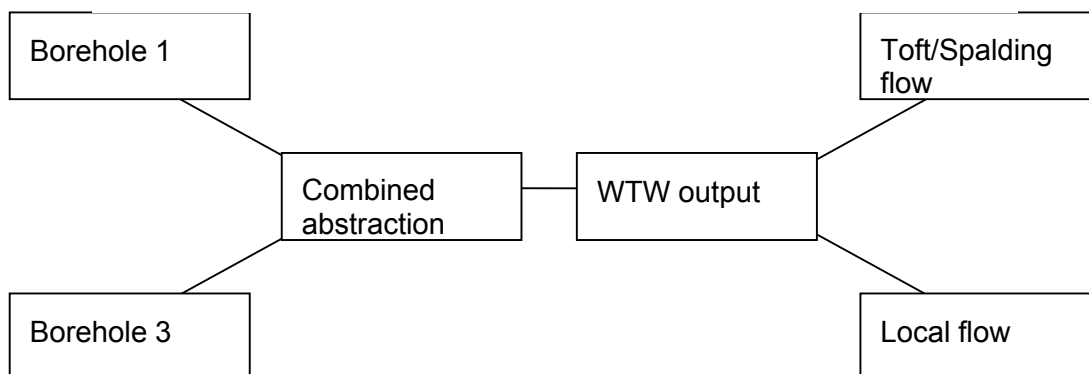 Borehole 1
Toft/Spalding
flow
Combined
abstraction
WTW output
Borehole 3
Local flow